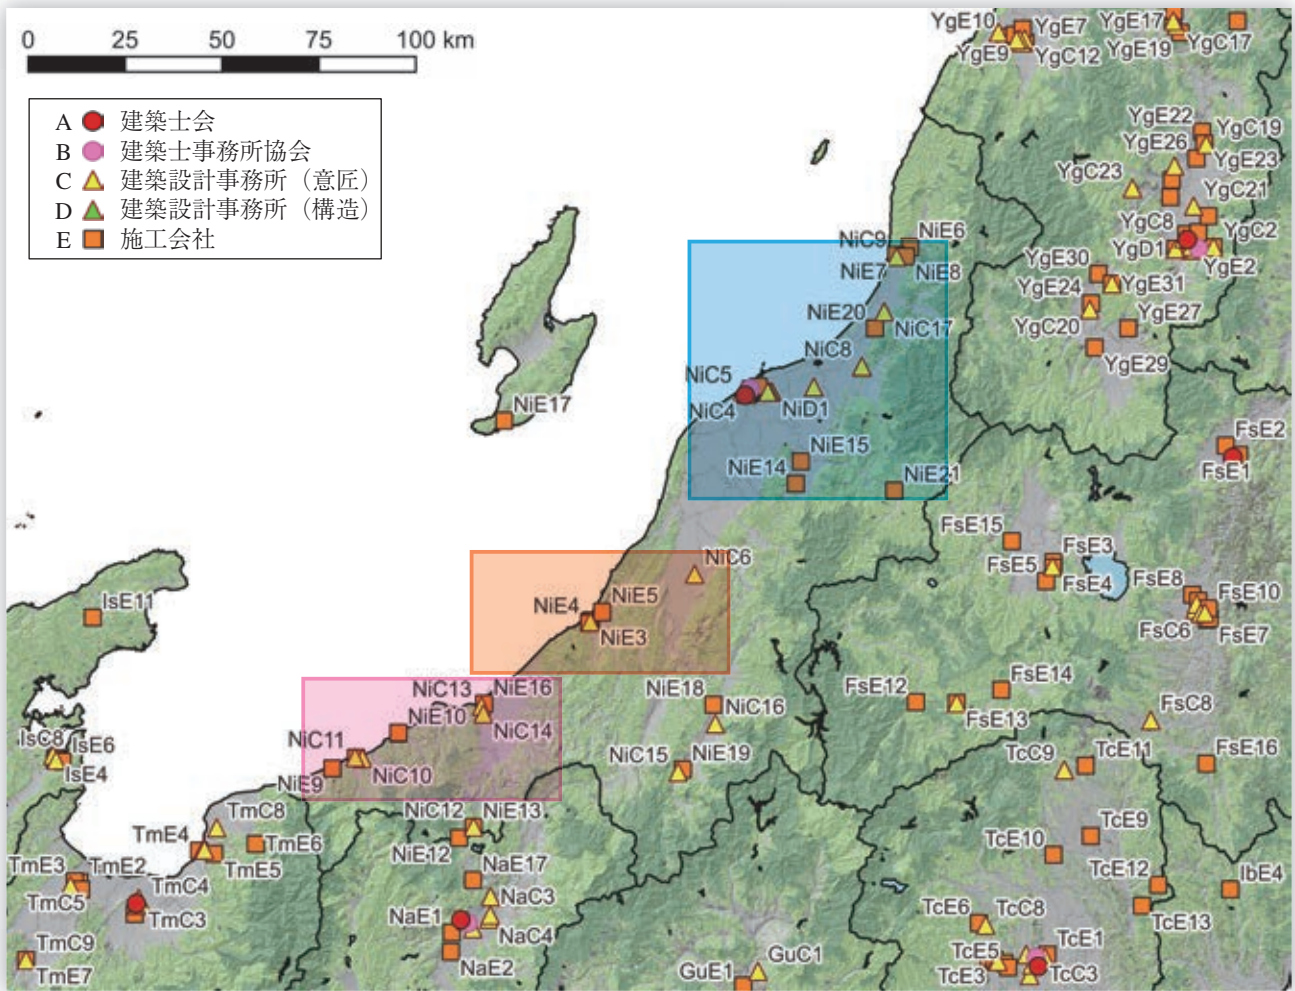 0 25 50 75 100 km
A 建築士会
B 建築士事務所協会
C 建築設計事務所（意匠）
D 建築設計事務所（構造）
E 施工会社
YgE10
YgE7
YgE9
YgC12
YgE17
YgE19
YgC17
YgE22
YgC19
YgE26
YgE23
YgC23
YgC21
YgC8
YgC2
YgD1
YgE2
YgE30
YgE31
YgE24
YgE27
YgC20
YgE29
NiC9
NiE6
NiE7
NiE8
NiE20
NiC17
NiC8
NiC5
NiC4
NiD1
NiE17
NiE15
NiE14
NiE21
FsE2
FsE1
FsE15
FsE3
FsE5
FsE4
FsE8
FsE10
FsC6
FsE7
NiC6
NiE4
NiE5
NiE3
IsE11
NiC13
NiE16
NiE10
NiC14
NiC11
NiC10
NiE9
NiE18
NiC16
NiC15
NiE19
FsE12
FsE14
FsE13
FsC8
FsE16
IsC8
IsE6
IsE4
TcC9
TcE11
TcE9
TcE10
TcE12
TcE13
IbE4
TmC8
TmE4
TmE6
TmE5
TmE3
TmE2
TmC4
TmC5
TmC3
TmC9
TmE7
NiC12
NiE13
NiE12
NaE17
NaC3
NaE1
NaC4
NaE2
GuC1
GuE1
TcE6
TcC8
TcE5
TcE1
TcE3
TcC3